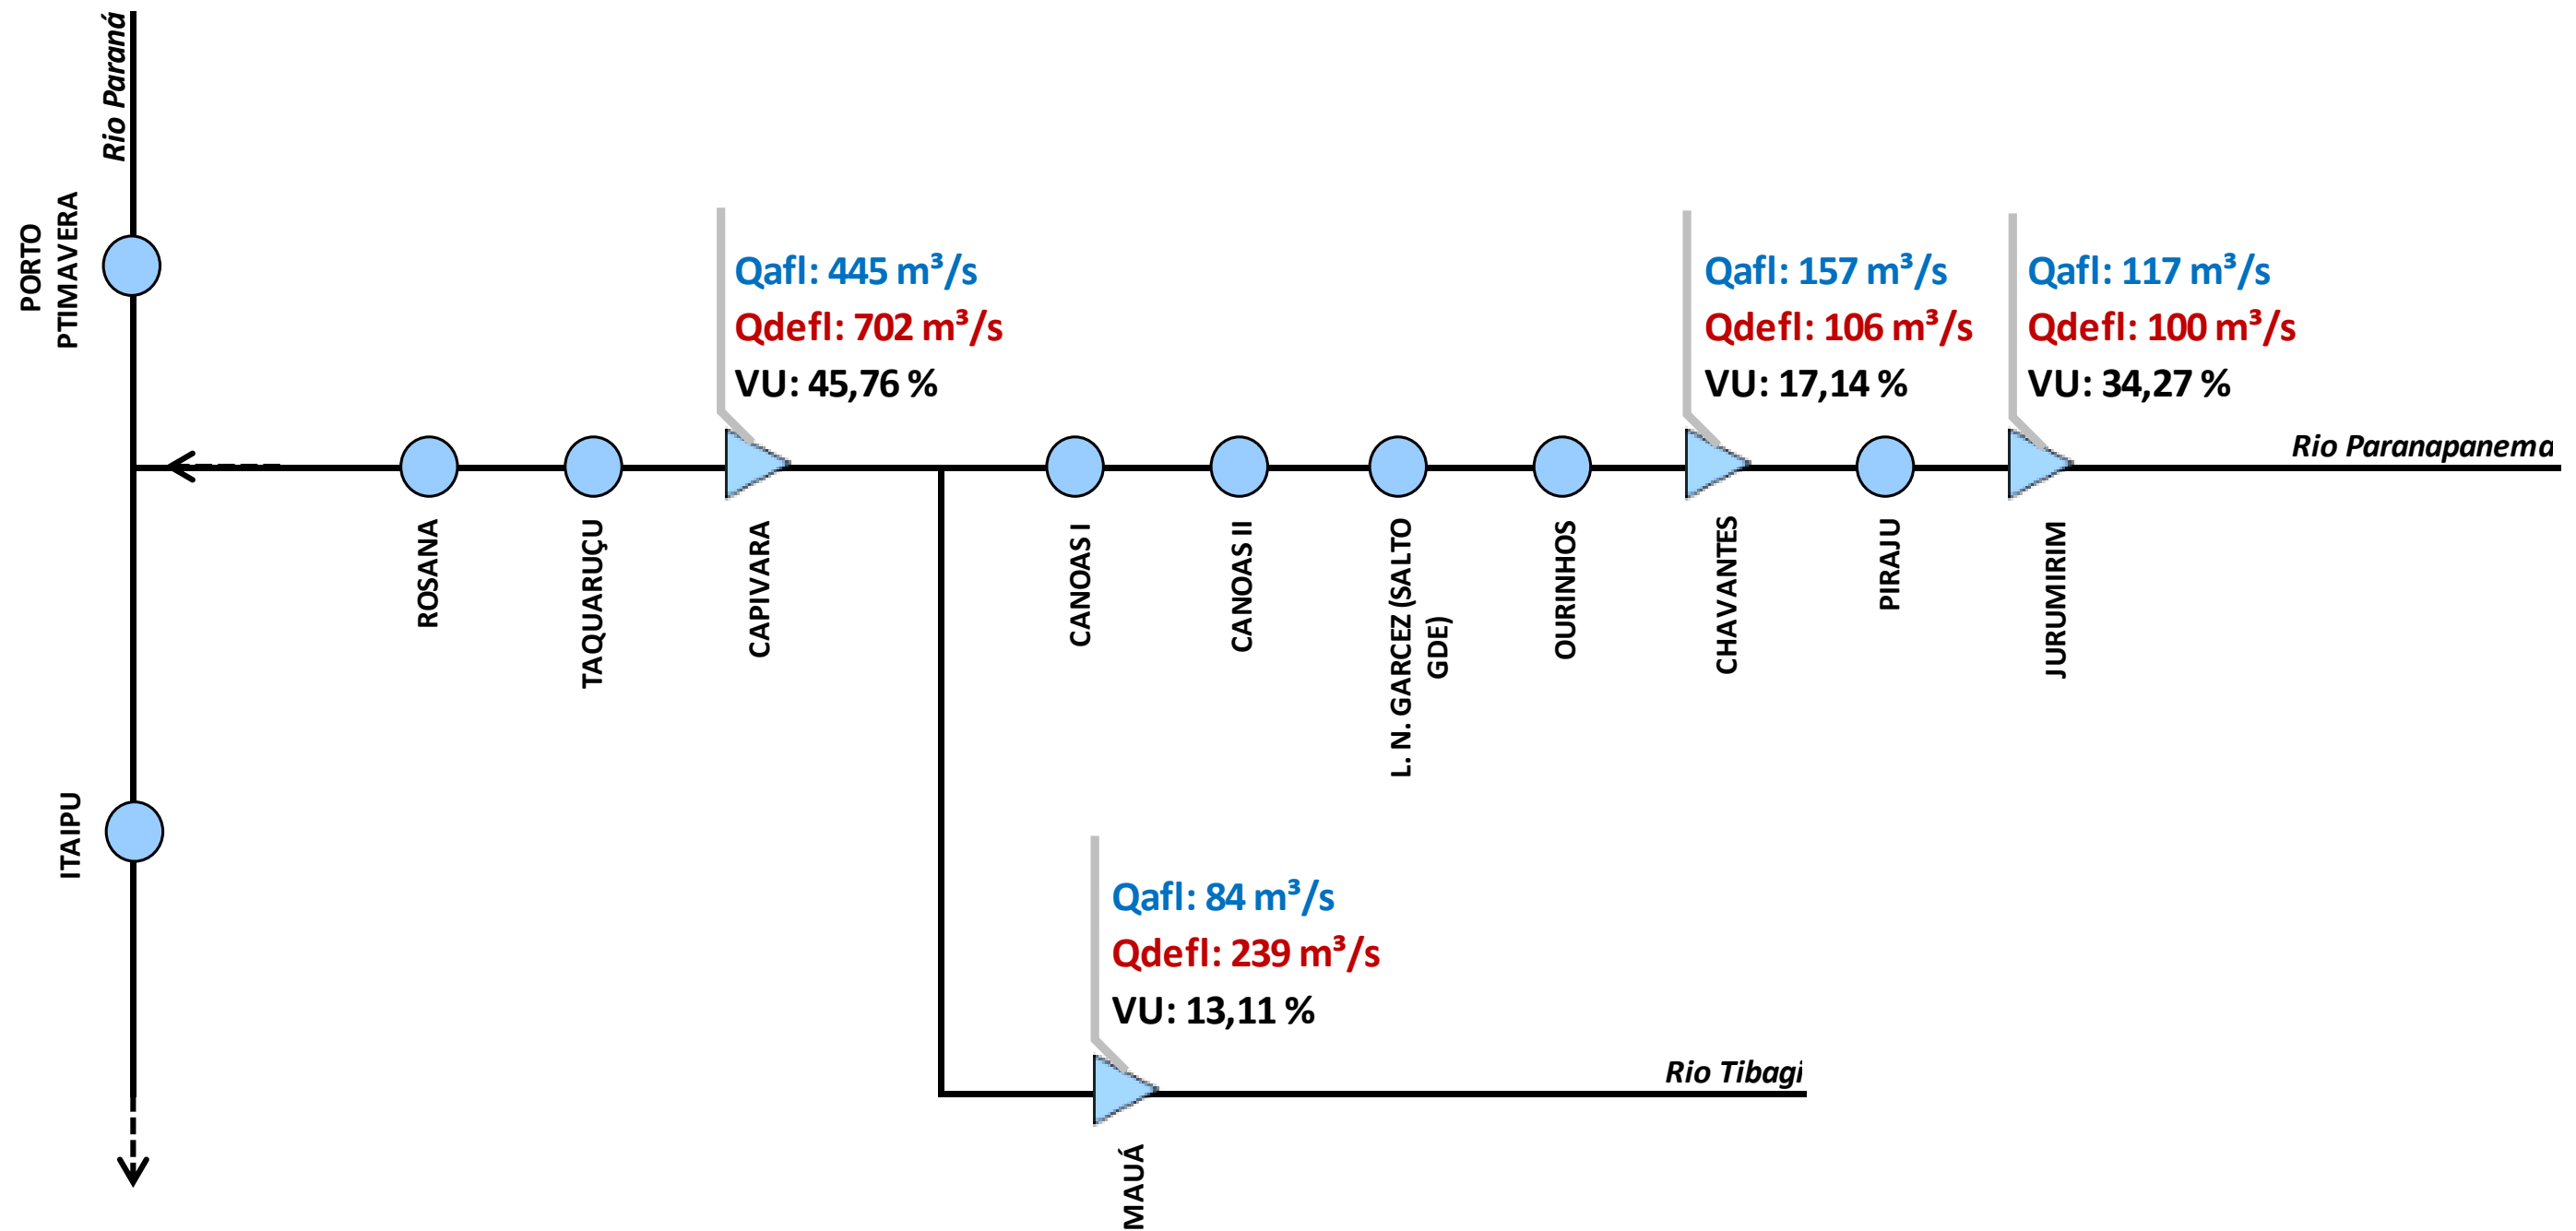 Rio Paraná
PORTO
PTIMAVERA
Qafl: 445 m³/s
Qdefl: 702 m³/s
VU: 45,76 %
Qafl: 157 m³/s
Qdefl: 106 m³/s
VU: 17,14 %
Qafl: 117 m³/s
Qdefl: 100 m³/s
VU: 34,27 %
Rio Paranapanema
ROSANA
TAQUARUÇU
CAPIVARA
CANOAS I
CANOAS II
L. N. GARCEZ (SALTO
GDE)
OURINHOS
CHAVANTES
PIRAJU
JURUMIRIM
ITAIPU
Qafl: 84 m³/s
Qdefl: 239 m³/s
VU: 13,11 %
Rio Tibagi
MAUÁ